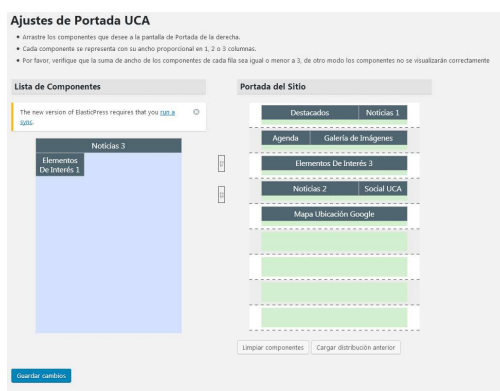 Ajustes de Portada UCA
Arrastre los componentes que desee a la pantalla de Portada de la derecha.
Cada componente se representa con su ancho proporcional en 1, 2 o 3 columnas.
Por favor, verifique que la suma de ancho de los componentes de cada fila sea igual o menor a 3, de otro modo los componentes no se visualizarán correctamente
Lista de Componentes
The new version of ElasticPress requires that you run a
sync.
Noticias 3
Elementos
De Interés 1
Portada del Sitio
Destacados Noticias 1
Agenda Galería de Imágenes
Elementos De Interés 3
Noticias 2 Social UCA
Mapa Ubicación Google
Limpiar componentes Cargar distribución anterior
Guardar cambios